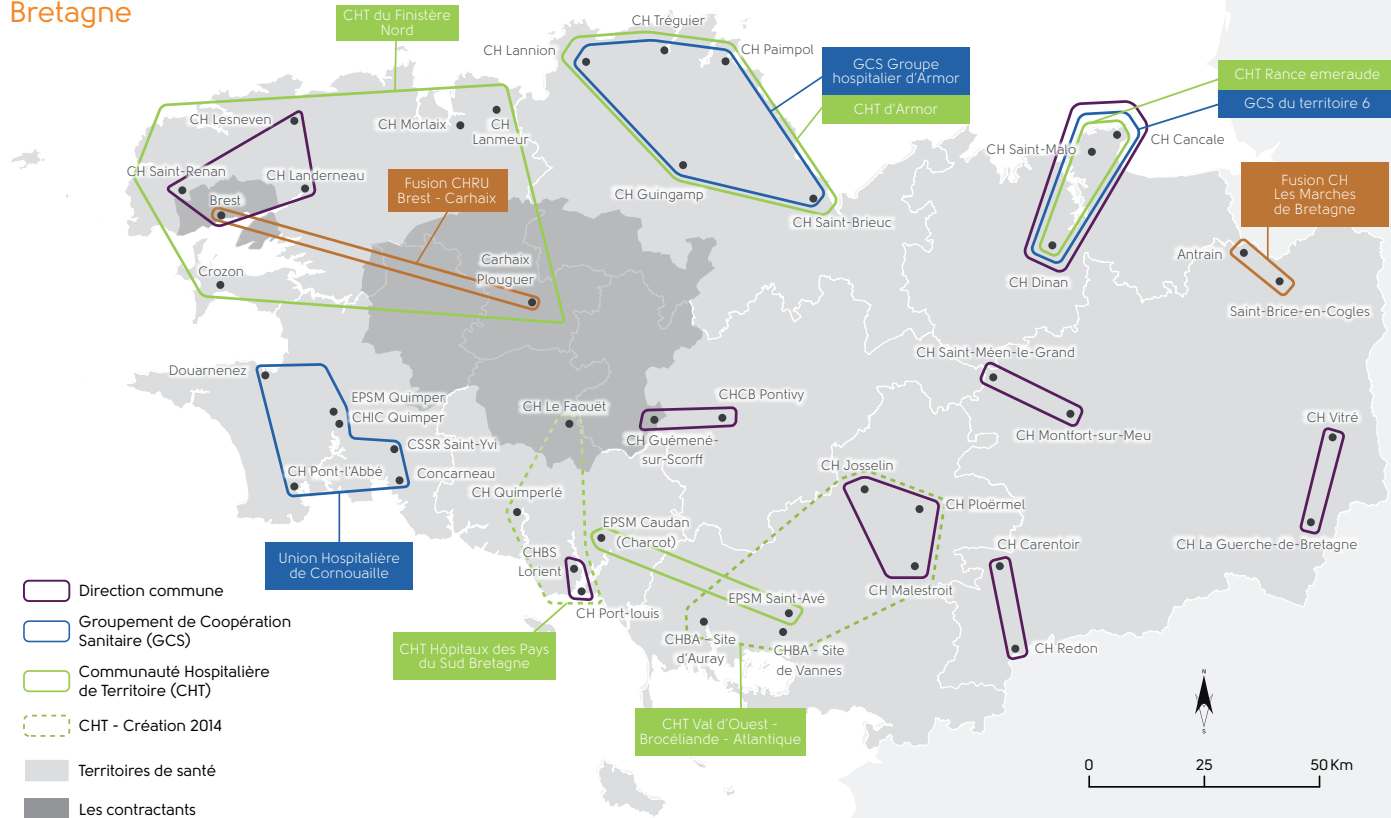 Bretagne
CHT du Finistère
Nord
CH Tréguier
CH Lannion
CH Paimpol
GCS Groupe
hospitalier d'Armor
CHT d'Armor
CHT Rance emeraude
GCS du territoire 6
CH Lesneven
CH Morlaix
CH
Lanmeur
CH Saint-Malo
CH Cancale
CH Saint-Renan
CH Landerneau
Brest
Fusion CHRU
Brest - Carhaix
CH Guingamp
CH Saint-Brieuc
Fusion CH
Les Marches
de Bretagne
Antrain
Crozon
Carhaix
Plouguer
CH Dinan
Saint-Brice-en-Cogles
Douarnenez
EPSM Quimper
CHIC Quimper
CSSR Saint-Yvi
CH Pont-l'Abbé
Concarneau
CH Le Faouët
CHCB Pontivy
CH Guémené-
sur-Scorff
CH Saint-Méen-le-Grand
CH Montfort-sur-Meu
CH Vitré
CH La Guerche-de-Bretagne
CH Josselin
CH Ploërmel
CH Malestroit
CH Quimperlé
EPSM Caudan
(Charcot)
CHBS
Lorient
CH Port-louis
EPSM Saint-Avé
CHBA - Site
d'Auray
CHBA - Site
de Vannes
CH Carentoir
CH Redon
Union Hospitalière
de Cornouaille
CHT Hôpitaux des Pays
du Sud Bretagne
CHT Val d'Ouest -
Brocéliande - Atlantique
Direction commune
Groupement de Coopération
Sanitaire (GCS)
Communauté Hospitalière
de Territoire (CHT)
CHT - Création 2014
Territoires de santé
Les contractants
N
S
0 25 50 Km